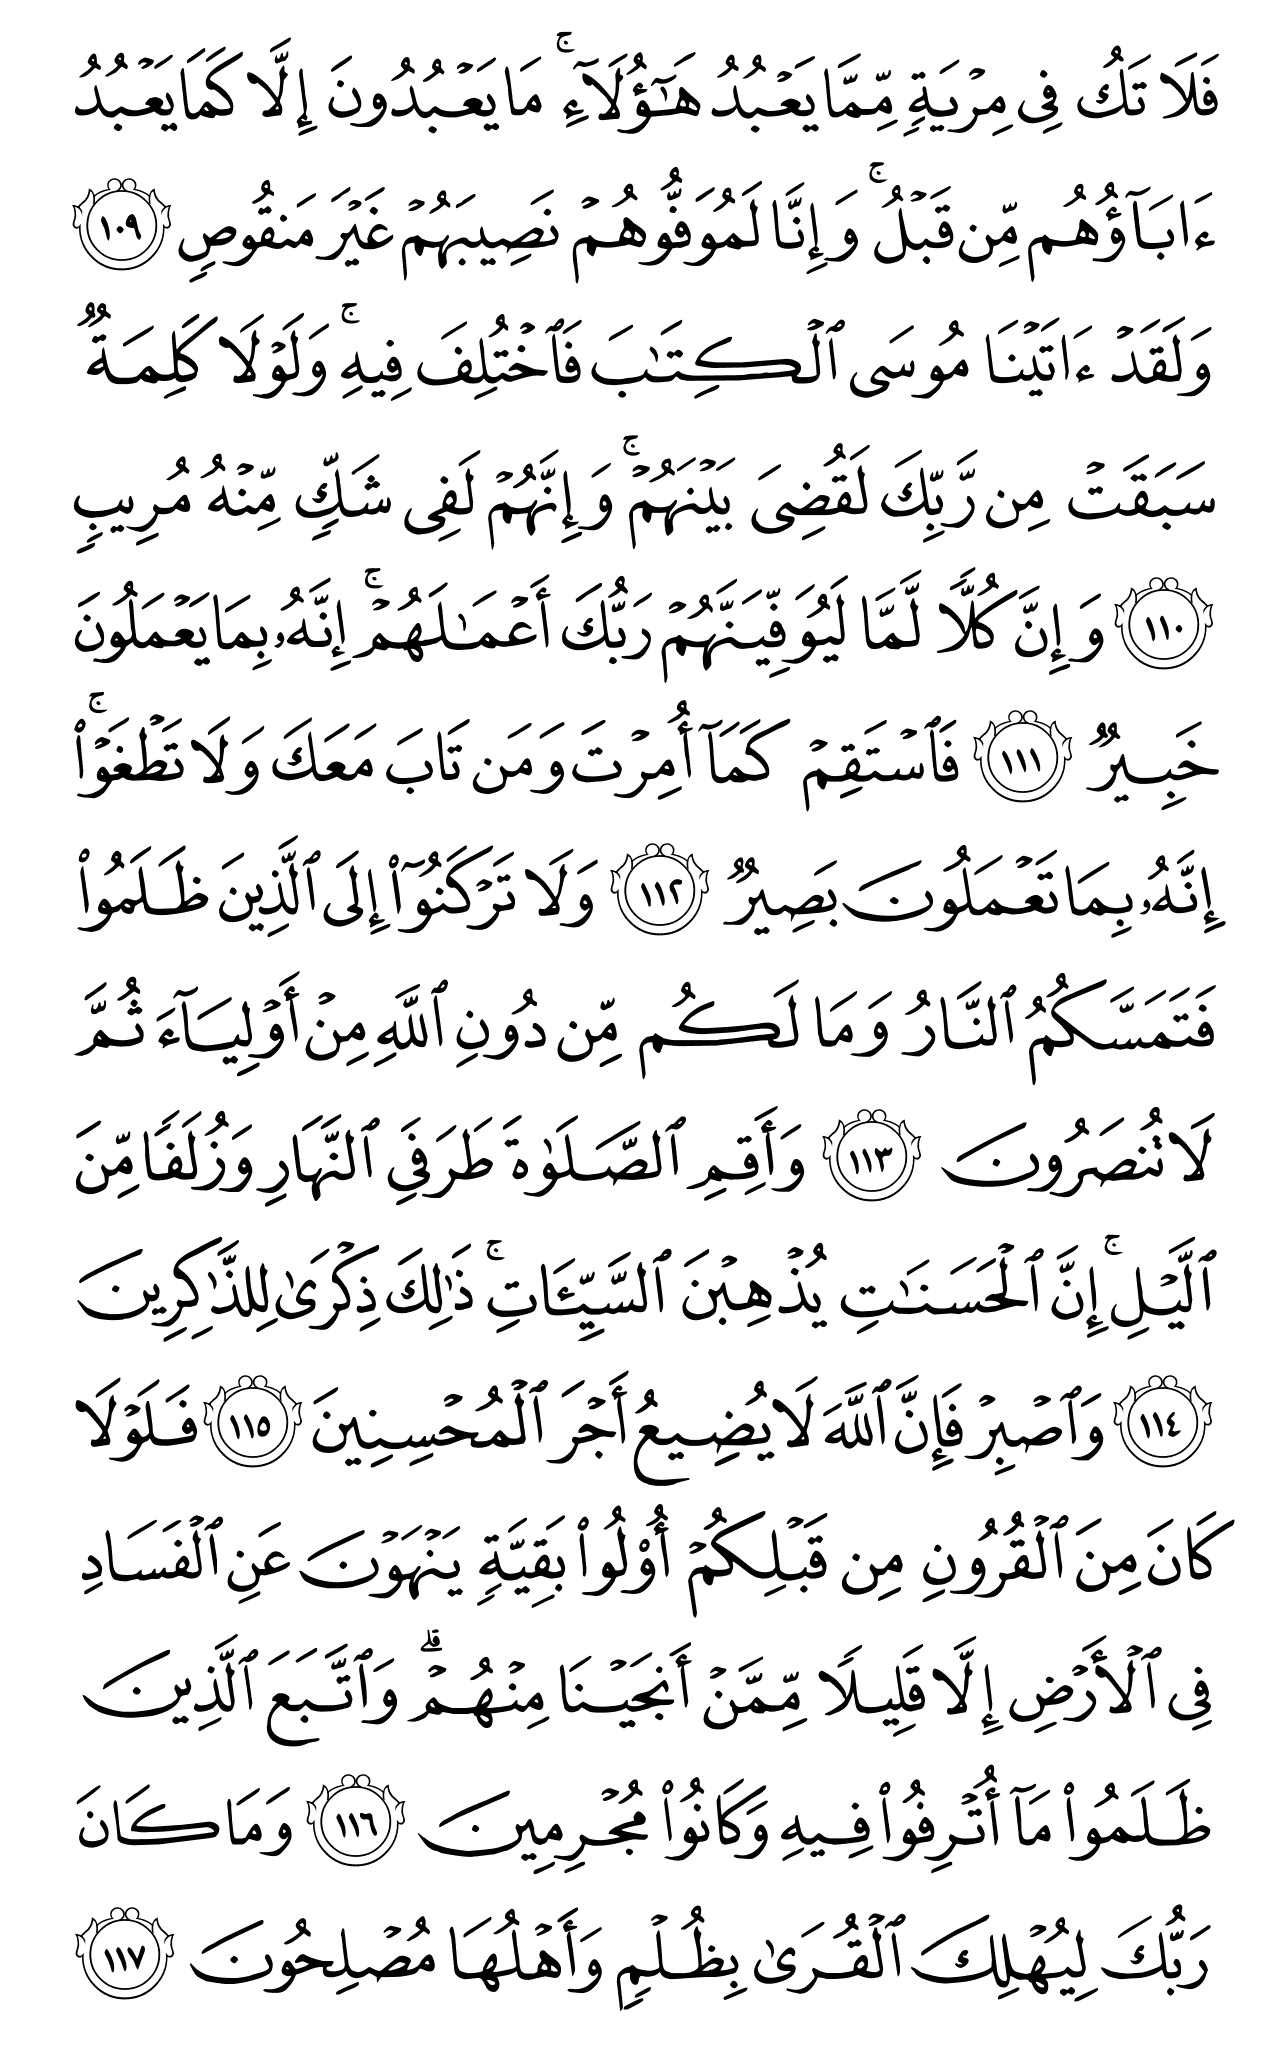 فَلَا تَكُ فِى مِرْيَةٍ مِّمَّا يَعْبُدُ هَٰٓؤُلَآءِ ۚ مَا يَعْبُدُونَ إِلَّا كَمَا يَعْبُدُ
ءَابَآؤُهُم مِّن قَبْلُ ۚ وَإِنَّا لَمُوَفُّوهُمْ نَصِيبَهُمْ غَيْرَ مَنقُوصٍ ١٠٩
وَلَقَدْ ءَاتَيْنَا مُوسَى ٱلْكِتَٰبَ فَٱخْتُلِفَ فِيهِ ۚ وَلَوْلَا كَلِمَةٌ
سَبَقَتْ مِن رَّبِّكَ لَقُضِىَ بَيْنَهُمْ ۚ وَإِنَّهُمْ لَفِى شَكٍّ مِّنْهُ مُرِيبٍ
١١٠ وَإِنَّ كُلًّا لَّمَّا لَيُوَفِّيَنَّهُمْ رَبُّكَ أَعْمَٰلَهُمْ ۚ إِنَّهُۥ بِمَا يَعْمَلُونَ
خَبِيرٌ ١١١ فَٱسْتَقِمْ كَمَآ أُمِرْتَ وَمَن تَابَ مَعَكَ وَلَا تَطْغَوْا۟ ۚ
إِنَّهُۥ بِمَا تَعْمَلُونَ بَصِيرٌ ١١٢ وَلَا تَرْكَنُوٓا۟ إِلَى ٱلَّذِينَ ظَلَمُوا۟
فَتَمَسَّكُمُ ٱلنَّارُ وَمَا لَكُم مِّن دُونِ ٱللَّهِ مِنْ أَوْلِيَآءَ ثُمَّ
لَا تُنصَرُونَ ١١٣ وَأَقِمِ ٱلصَّلَوٰةَ طَرَفَىِ ٱلنَّهَارِ وَزُلَفًا مِّنَ
ٱلَّيْلِ ۚ إِنَّ ٱلْحَسَنَٰتِ يُذْهِبْنَ ٱلسَّيِّـَٔاتِ ۚ ذَٰلِكَ ذِكْرَىٰ لِلذَّٰكِرِينَ
١١٤ وَٱصْبِرْ فَإِنَّ ٱللَّهَ لَا يُضِيعُ أَجْرَ ٱلْمُحْسِنِينَ ١١٥ فَلَوْلَا
كَانَ مِنَ ٱلْقُرُونِ مِن قَبْلِكُمْ أُو۟لُوا۟ بَقِيَّةٍ يَنْهَوْنَ عَنِ ٱلْفَسَادِ
فِى ٱلْأَرْضِ إِلَّا قَلِيلًا مِّمَّنْ أَنجَيْنَا مِنْهُمْ ۗ وَٱتَّبَعَ ٱلَّذِينَ
ظَلَمُوا۟ مَآ أُتْرِفُوا۟ فِيهِ وَكَانُوا۟ مُجْرِمِينَ ١١٦ وَمَا كَانَ
رَبُّكَ لِيُهْلِكَ ٱلْقُرَىٰ بِظُلْمٍ وَأَهْلُهَا مُصْلِحُونَ ١١٧